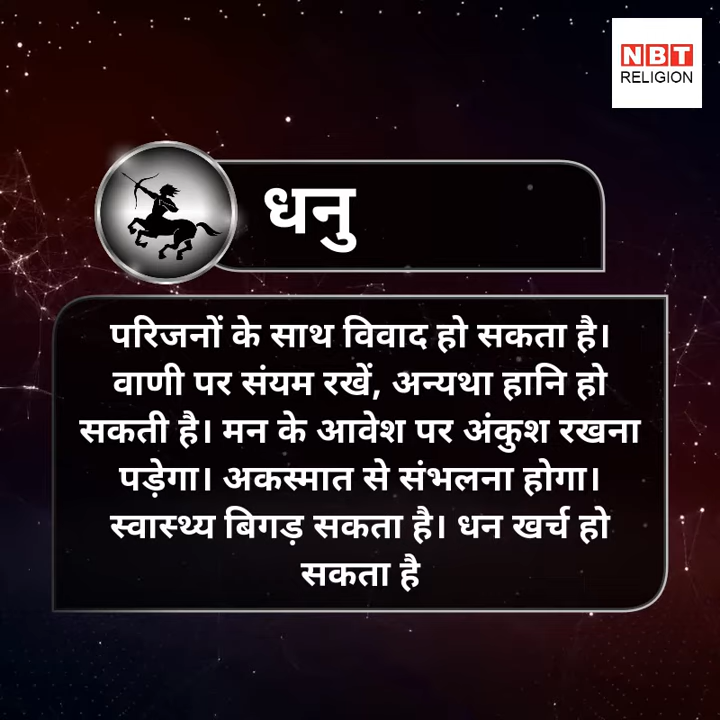 NBT
RELIGION
धनु
परिजनों के साथ विवाद हो सकता है।
वाणी पर संयम रखें, अन्यथा हानि हो
सकती है। मन के आवेश पर अंकुश रखना
पड़ेगा। अकस्मात से संभलना होगा।
स्वास्थ्य बिगड़ सकता है। धन खर्च हो
सकता है